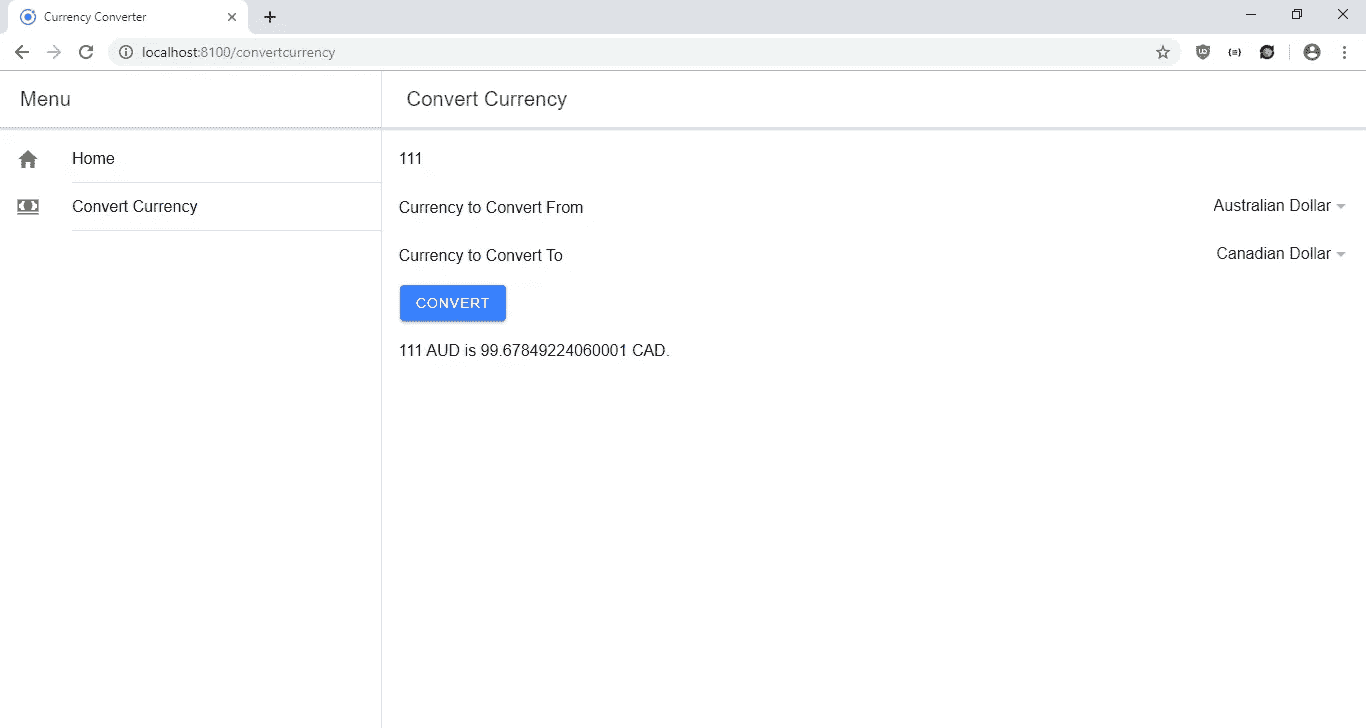 Currency Converter
localhost:8100/convertcurrency
Menu
Convert Currency
Home
Convert Currency
111
Currency to Convert From
Australian Dollar
Currency to Convert To
Canadian Dollar
CONVERT
111 AUD is 99.67849224060001 CAD.